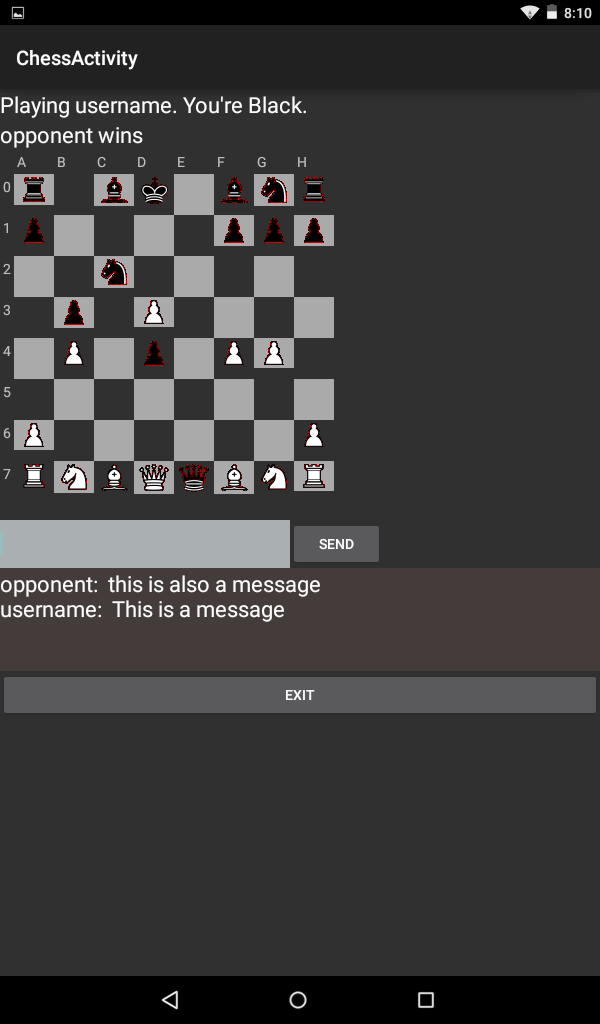 8:10
ChessActivity
Playing username. You're Black.
opponent wins
A B C D E F G H
0
1
2
3
4
5
6
7
SEND
opponent:  this is also a message
username:  This is a message
EXIT